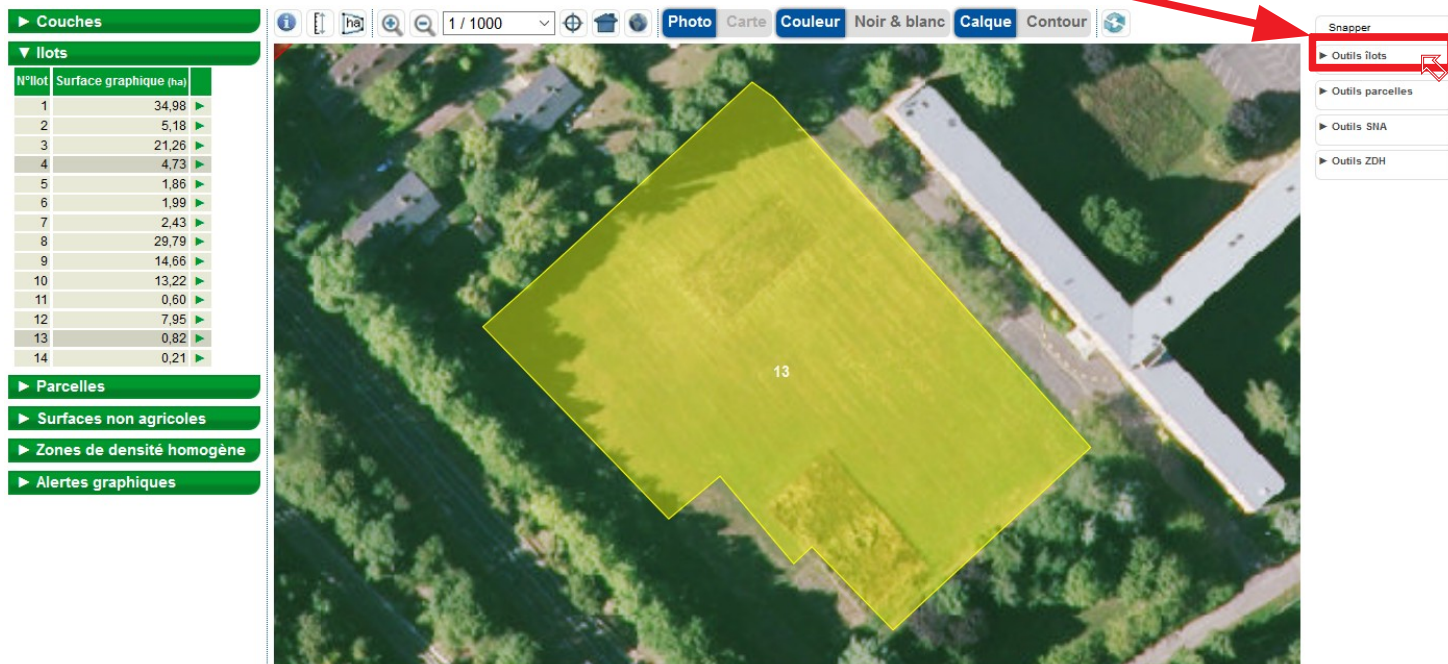 ► Couches
▼ Ilots
N°Ilot Surface graphique (ha)
1 34,98 ►
2 5,18 ►
3 21,26 ►
4 4,73 ►
5 1,86 ►
6 1,99 ►
7 2,43 ►
8 29,79 ►
9 14,66 ►
10 13,22 ►
11 0,60 ►
12 7,95 ►
13 0,82 ►
14 0,21 ►
► Parcelles
► Surfaces non agricoles
► Zones de densité homogène
► Alertes graphiques
ha 1 / 1000 Photo Carte Couleur Noir & blanc Calque Contour
13
Snapper
► Outils îlots
► Outils parcelles
► Outils SNA
► Outils ZDH